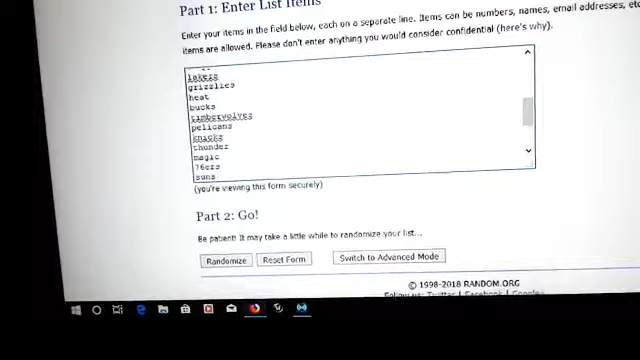 Part 1: Enter List Items
Enter your items in the field below, each on a separate line. Items can be numbers, names, email addresses, etc
items are allowed. Please don't enter anything you would consider confidential (here's why).
lakers
grizzlies
heat
bucks
timbervolves
pelicans
knicks
thunder
magic
76ers
suns
(you're viewing this form securely)
Part 2: Go!
Be patient! It may take a little while to randomize your list...
Randomize Reset Form Switch to Advanced Mode
© 1998-2018 RANDOM.ORG
Follow us: Twitter | Facebook | Google+